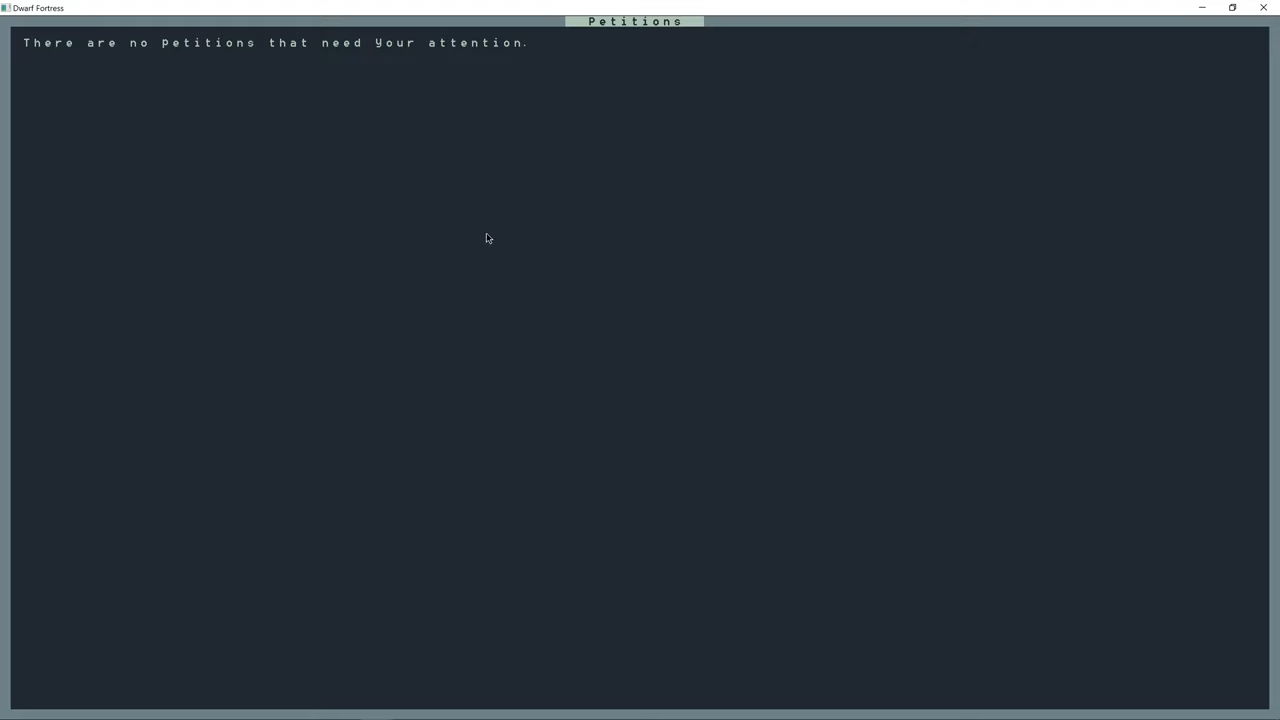 Dwarf Fortress
Petitions
There are no petitions that need your attention.